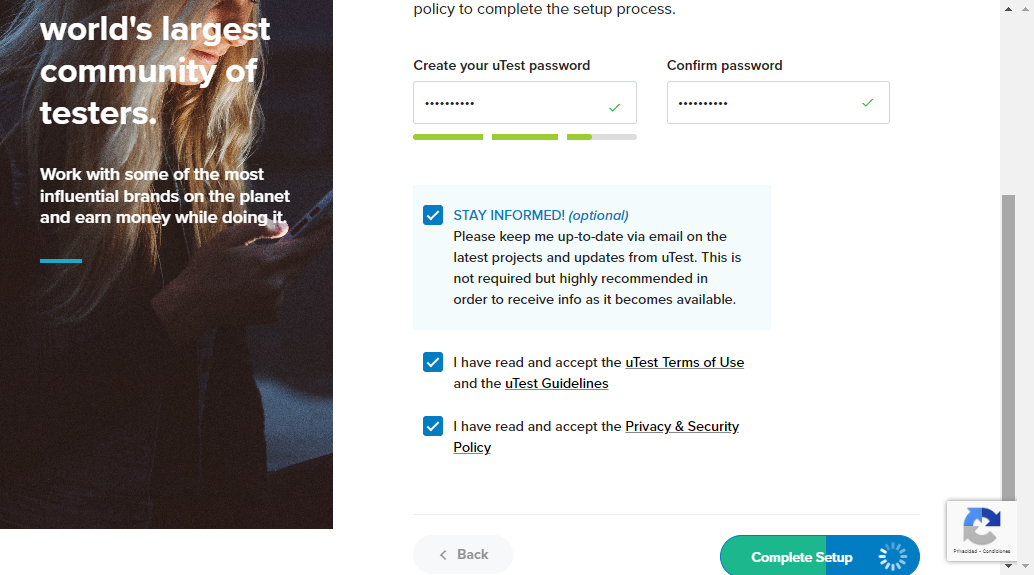 world's largest
community of
testers.
Work with some of the most
influential brands on the planet
and earn money while doing it.
policy to complete the setup process.
Create your uTest password
Confirm password
••••••••••
••••••••••
STAY INFORMED! (optional)
Please keep me up-to-date via email on the
latest projects and updates from uTest. This is
not required but highly recommended in
order to receive info as it becomes available.
I have read and accept the uTest Terms of Use
and the uTest Guidelines
I have read and accept the Privacy & Security
Policy
Back
Complete Setup
Privacidad - Condiciones